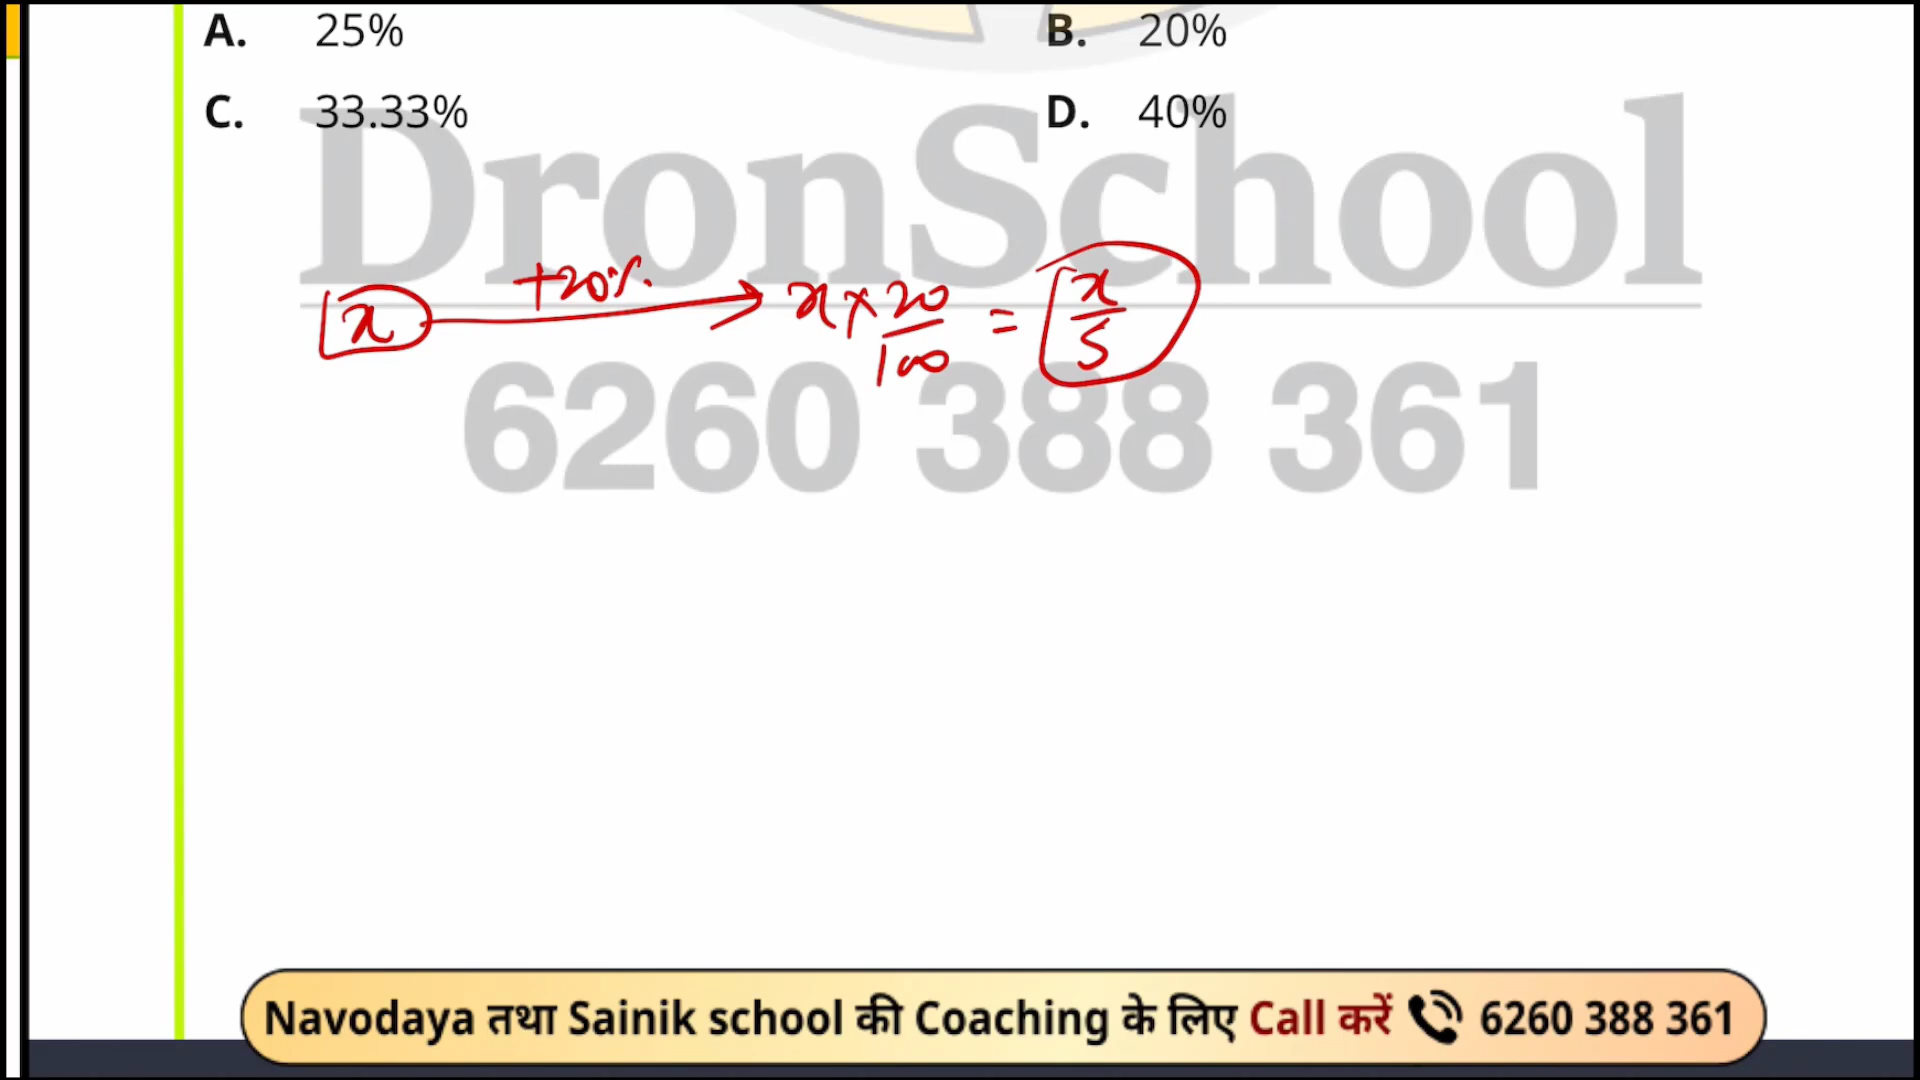 A. 25% B. 20%
C. 33.33% D. 40%
DronSchool
x +20% x × 20/100 = x/5
6260 388 361
Navodaya तथा Sainik school की Coaching के लिए Call करें 6260 388 361